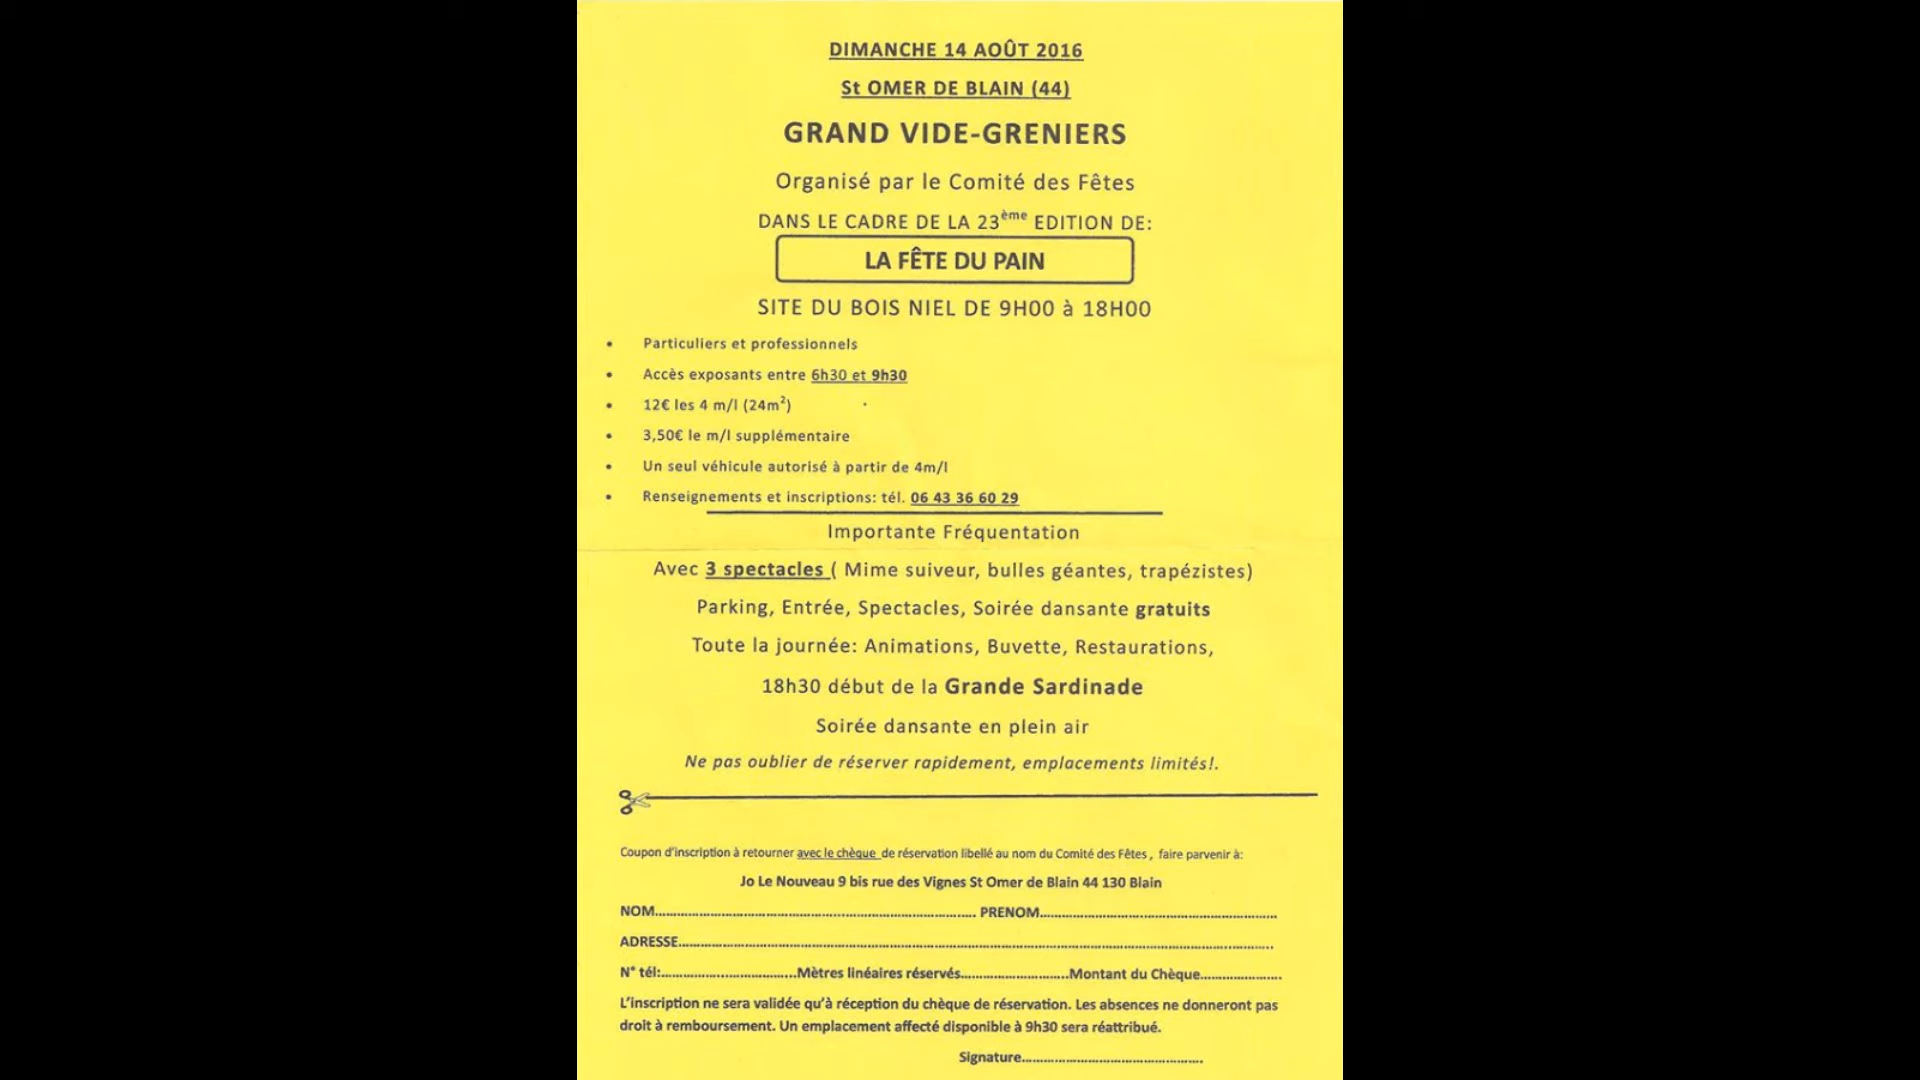 DIMANCHE 14 AOÛT 2016
St OMER DE BLAIN (44)
GRAND VIDE-GRENIERS
Organisé par le Comité des Fêtes
DANS LE CADRE DE LA 23ème EDITION DE:
LA FÊTE DU PAIN
SITE DU BOIS NIEL DE 9H00 à 18H00
• Particuliers et professionnels
• Accès exposants entre 6h30 et 9h30
• 12€ les 4 m/l (24m²)
• 3,50€ le m/l supplémentaire
• Un seul véhicule autorisé à partir de 4m/l
• Renseignements et inscriptions: tél. 06 43 36 60 29
Importante Fréquentation
Avec 3 spectacles ( Mime suiveur, bulles géantes, trapézistes)
Parking, Entrée, Spectacles, Soirée dansante gratuits
Toute la journée: Animations, Buvette, Restaurations,
18h30 début de la Grande Sardinade
Soirée dansante en plein air
Ne pas oublier de réserver rapidement, emplacements limités!.
Coupon d'inscription à retourner avec le chèque de réservation libellé au nom du Comité des Fêtes , faire parvenir à:
Jo Le Nouveau 9 bis rue des Vignes St Omer de Blain 44 130 Blain
NOM.......................................................... PRENOM..........................................
ADRESSE..........................................................................................................
N° tél:.........................Mètres linéaires réservés....................Montant du Chèque...............
L'inscription ne sera validée qu'à réception du chèque de réservation. Les absences ne donneront pas
droit à remboursement. Un emplacement affecté disponible à 9h30 sera réattribué.
Signature.................................